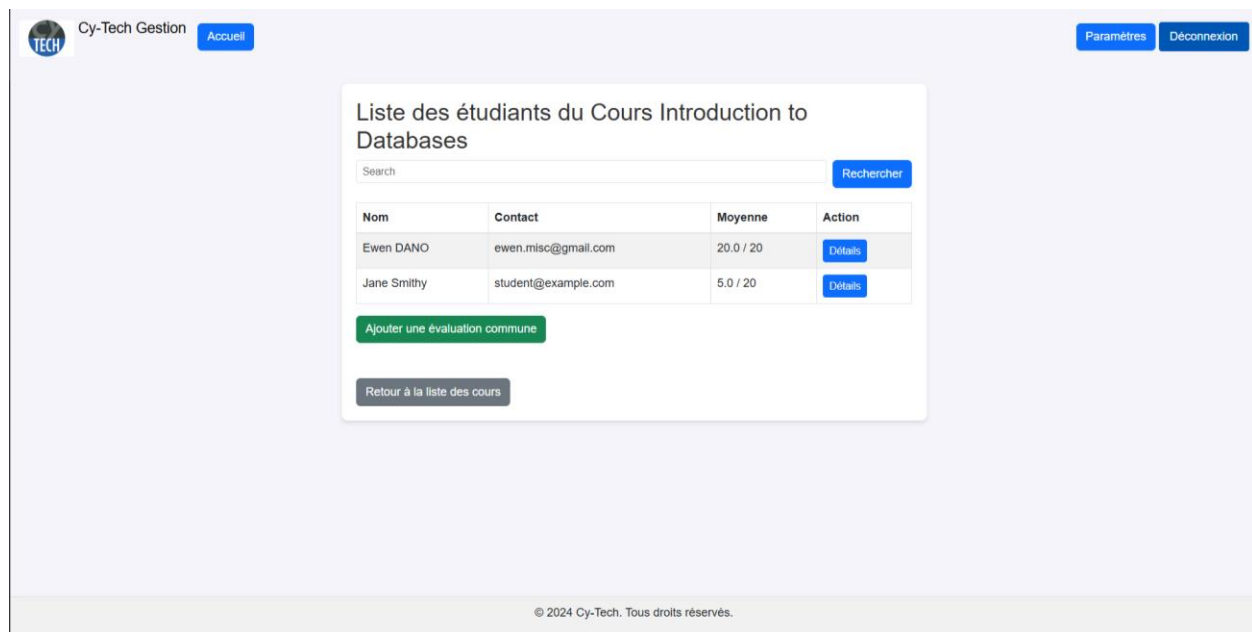 TECH
Cy-Tech Gestion
Accueil
Paramètres
Déconnexion
Liste des étudiants du Cours Introduction to
Databases
Search
Rechercher
Nom Contact Moyenne Action
Ewen DANO ewen.misc@gmail.com 20.0 / 20 Détails
Jane Smithy student@example.com 5.0 / 20 Détails
Ajouter une évaluation commune
Retour à la liste des cours
© 2024 Cy-Tech. Tous droits réservés.